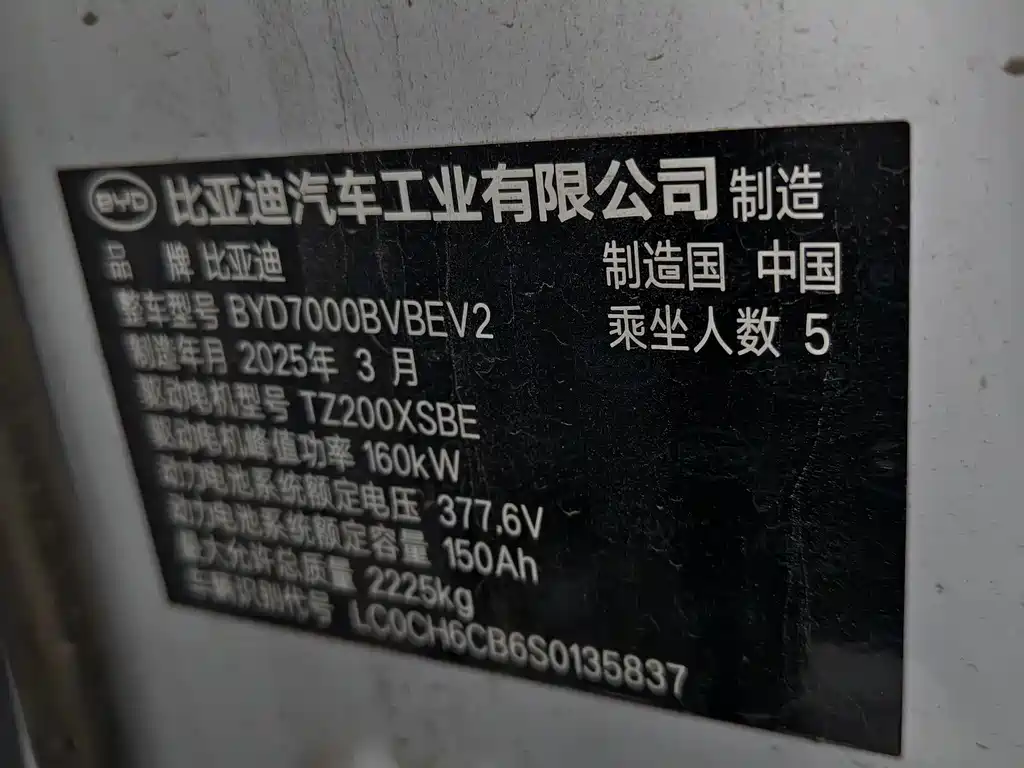 BYD 比亚迪汽车工业有限公司 制造
品 牌 比亚迪 制造国 中国
整车型号 BYD7000BVBEV2 乘坐人数 5
制造年月 2025年 3 月
驱动电机型号 TZ200XSBE
驱动电机峰值功率 160kW
动力电池系统额定电压 377.6V
动力电池系统额定容量 150Ah
最大允许总质量 2225kg
车辆识别代号 LC0CH6CB6S0135837